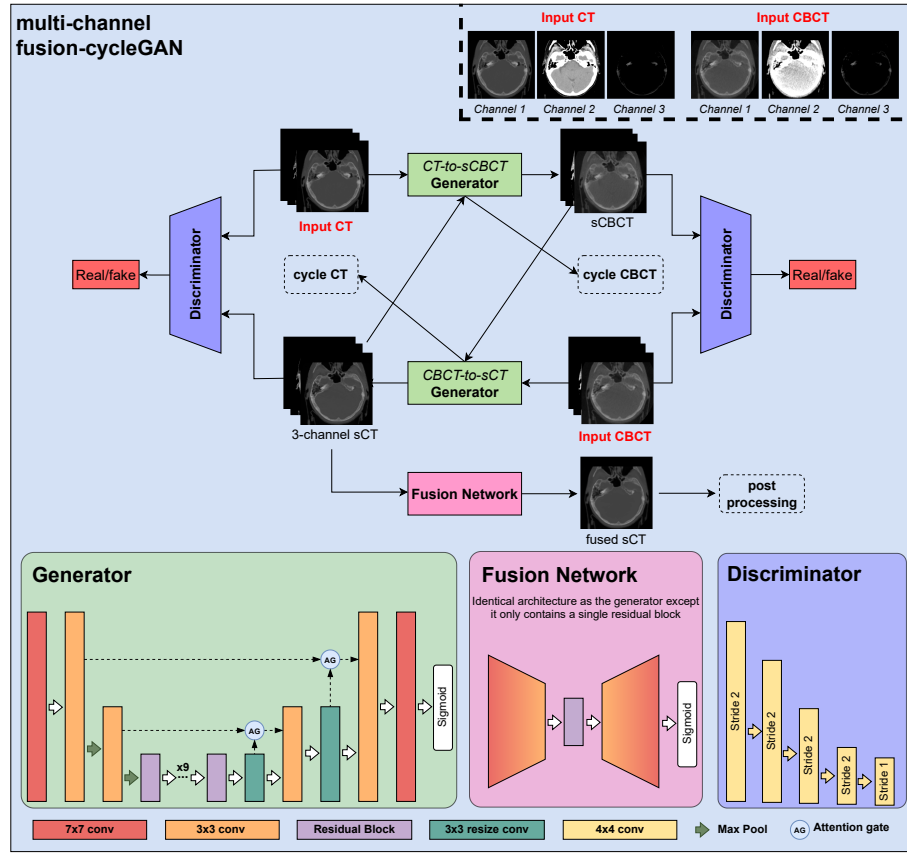 multi-channel
fusion-cycleGAN
Input CT
Input CBCT
Channel 1
Channel 2
Channel 3
Channel 1
Channel 2
Channel 3
CT-to-sCBCT
Generator
Input CT
sCBCT
Discriminator
Real/fake
cycle CT
cycle CBCT
Discriminator
Real/fake
CBCT-to-sCT
Generator
3-channel sCT
Input CBCT
Fusion Network
fused sCT
post
processing
Generator
AG
AG
x9
Sigmoid
Fusion Network
Identical architecture as the generator except
it only contains a single residual block
Sigmoid
Discriminator
Stride 2
Stride 2
Stride 2
Stride 2
Stride 1
7x7 conv
3x3 conv
Residual Block
3x3 resize conv
4x4 conv
Max Pool
AG
Attention gate